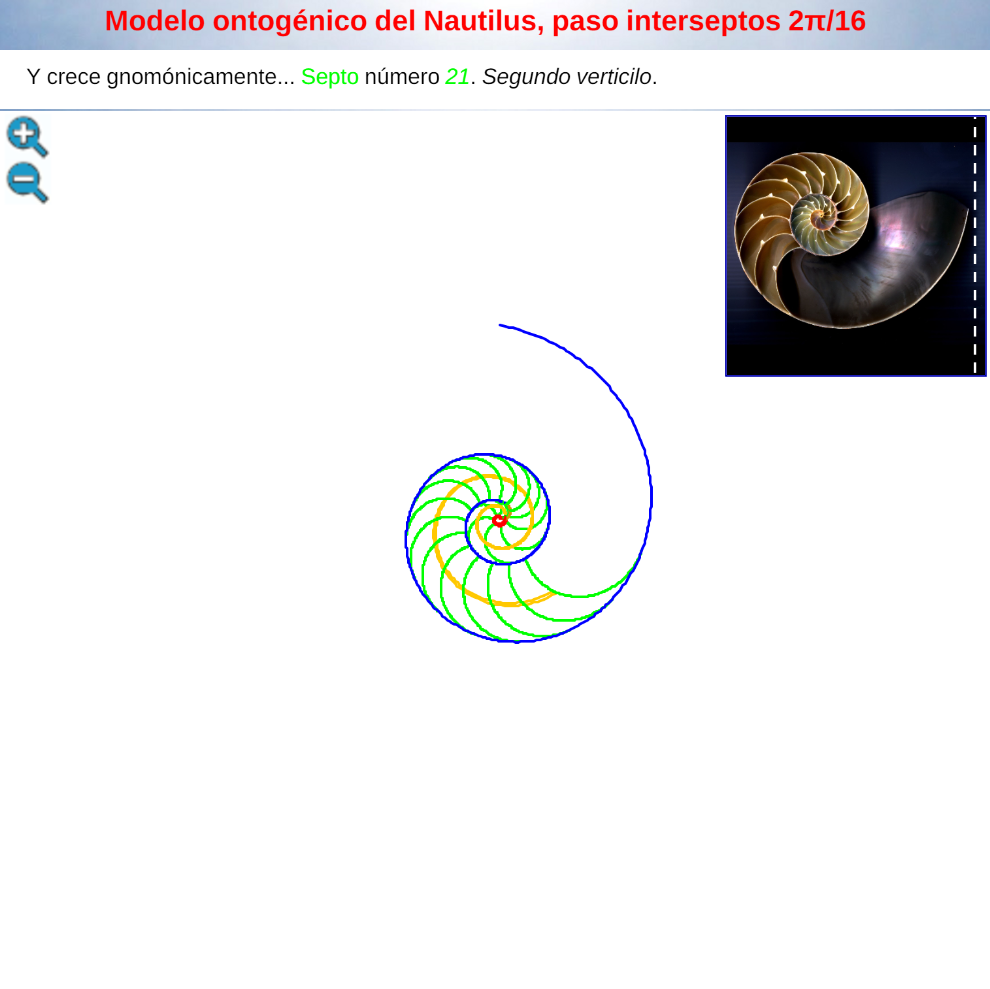 Modelo ontogénico del Nautilus, paso interseptos 2π/16
Y crece gnomónicamente... Septo número 21. Segundo verticilo.